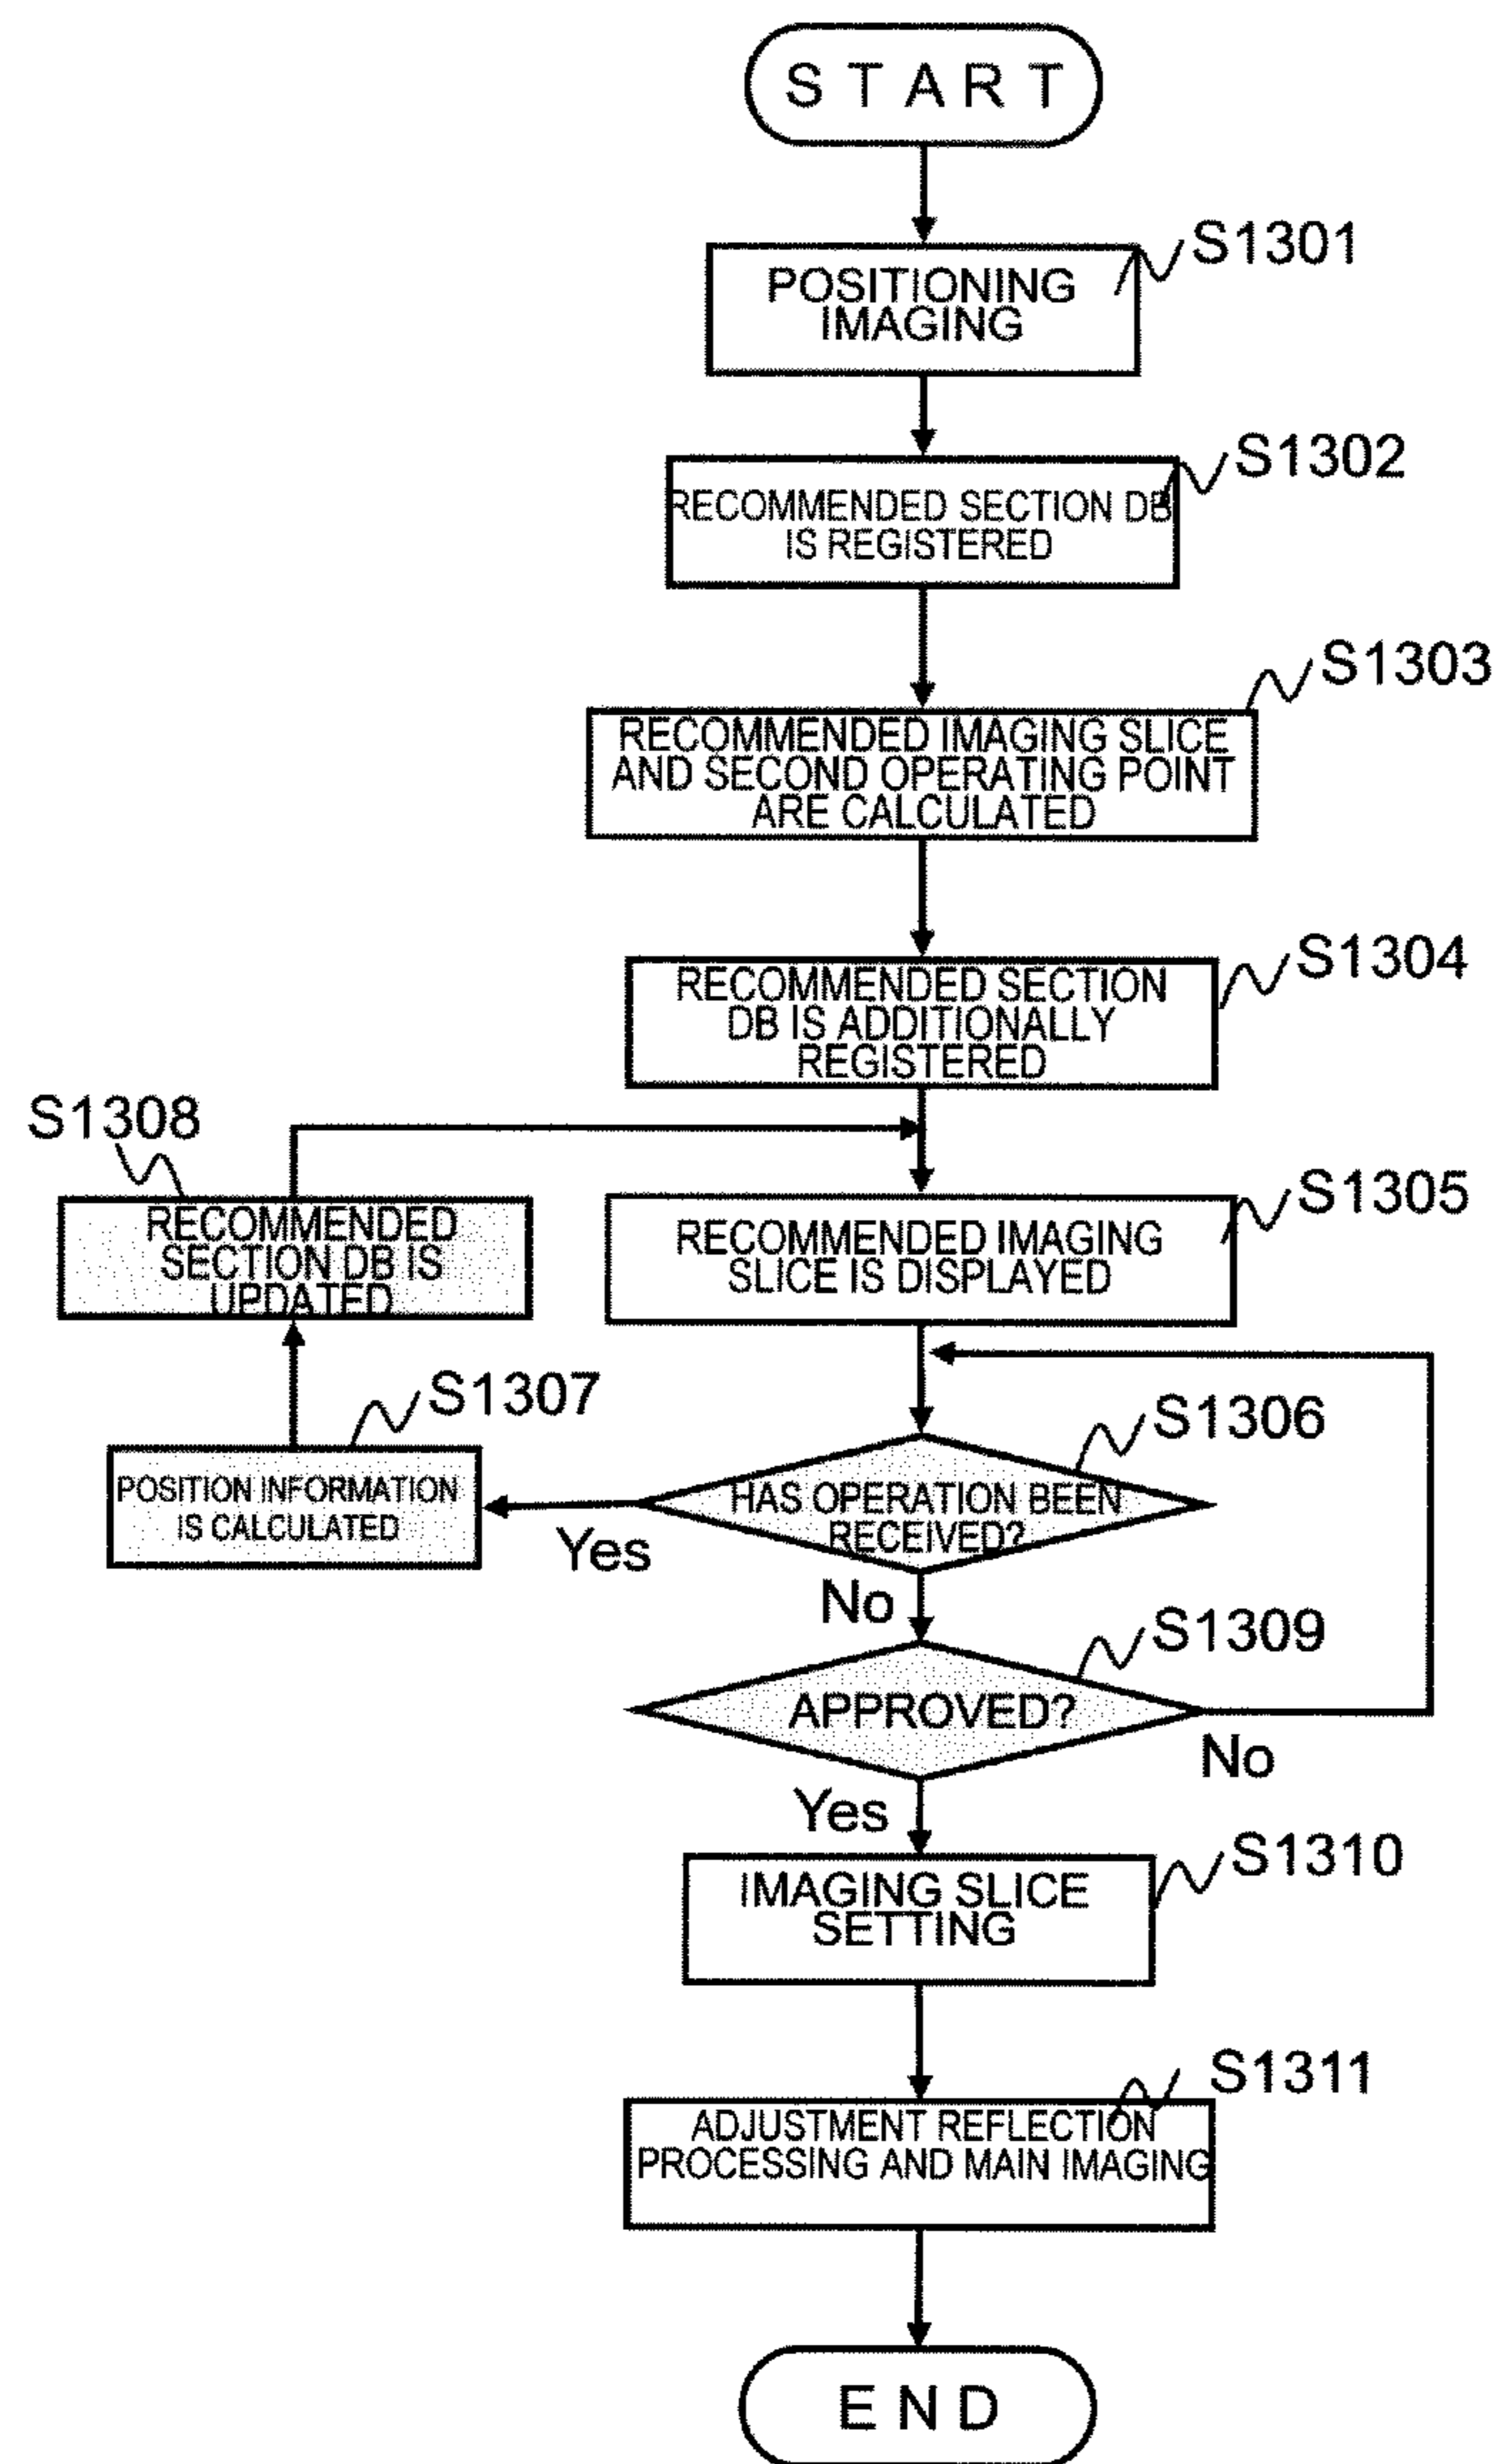 START
S1301
POSITIONING
IMAGING
S1302
RECOMMENDED SECTION DB
IS REGISTERED
S1303
RECOMMENDED IMAGING SLICE
AND SECOND OPERATING POINT
ARE CALCULATED
S1304
RECOMMENDED SECTION
DB IS ADDITIONALLY
REGISTERED
S1308
RECOMMENDED
SECTION DB IS
UPDATED
S1305
RECOMMENDED IMAGING
SLICE IS DISPLAYED
S1307
POSITION INFORMATION
IS CALCULATED
S1306
HAS OPERATION BEEN
RECEIVED?
Yes
No
S1309
APPROVED?
No
Yes
S1310
IMAGING SLICE
SETTING
S1311
ADJUSTMENT REFLECTION
PROCESSING AND MAIN IMAGING
END